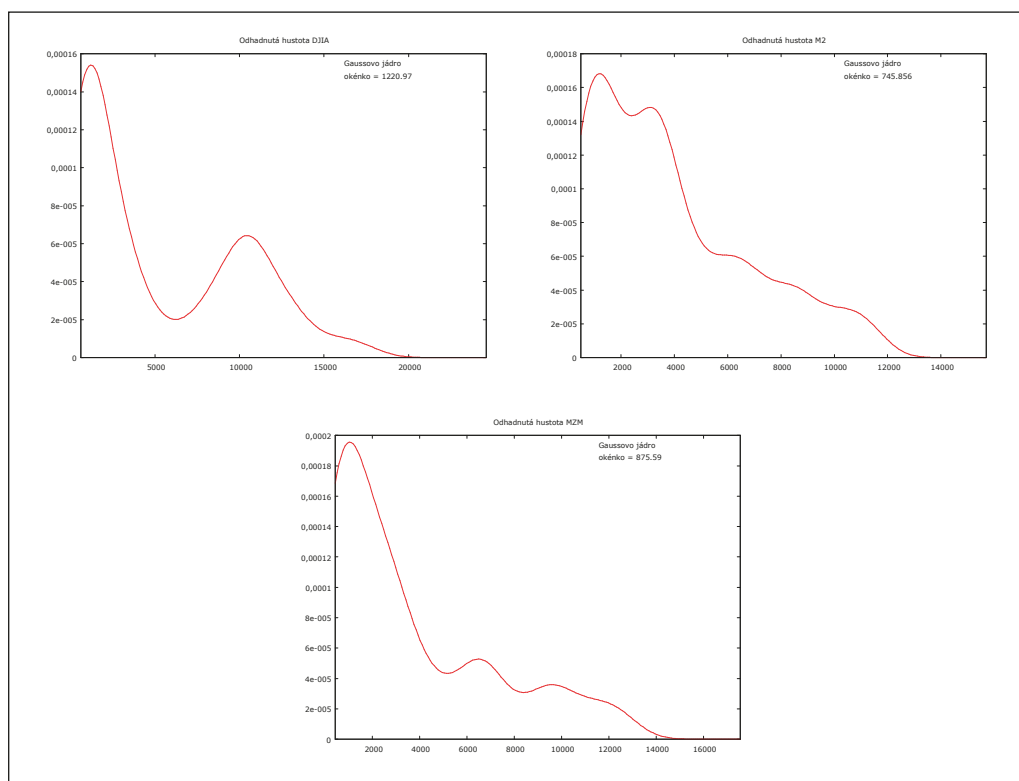 Odhadnutá hustota DJIA
Gaussovo jádro
okénko = 1220.97
0,00016
0,00014
0,00012
0,0001
8e-005
6e-005
4e-005
2e-005
0
5000 10000 15000 20000
Odhadnutá hustota M2
Gaussovo jádro
okénko = 745.856
0,00018
0,00016
0,00014
0,00012
0,0001
8e-005
6e-005
4e-005
2e-005
0
2000 4000 6000 8000 10000 12000 14000
Odhadnutá hustota MZM
Gaussovo jádro
okénko = 875.59
0,0002
0,00018
0,00016
0,00014
0,00012
0,0001
8e-005
6e-005
4e-005
2e-005
0
2000 4000 6000 8000 10000 12000 14000 16000